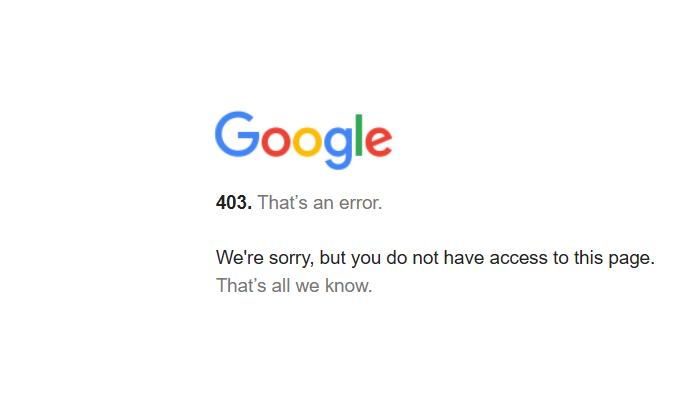 Google
403. That’s an error.
We're sorry, but you do not have access to this page.
That’s all we know.